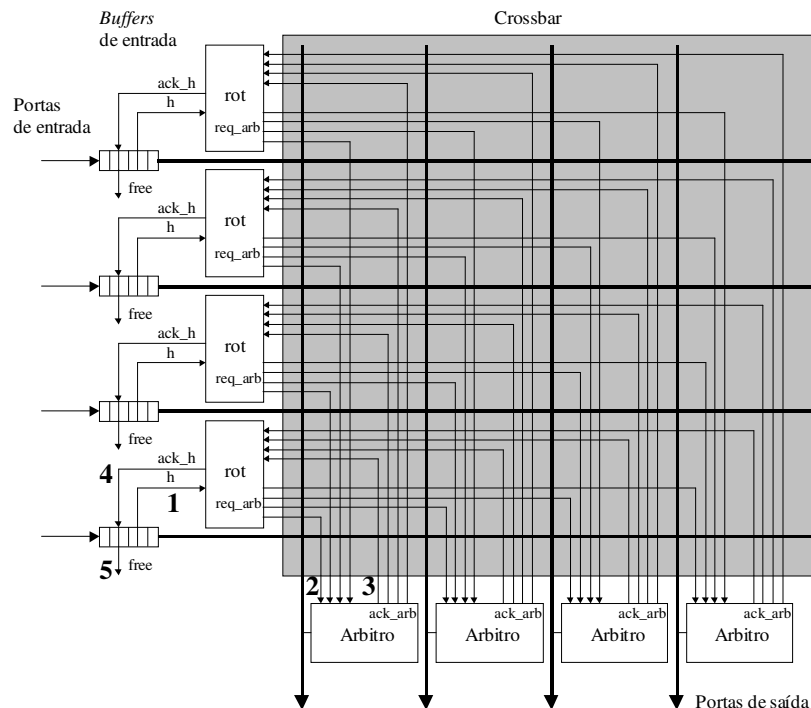 Buffers
de entrada
Crossbar
Portas
de entrada
ack_h
h
rot
req_arb
free
ack_h
h
rot
req_arb
free
ack_h
h
rot
req_arb
free
4
ack_h
h
1
rot
req_arb
5
free
2
3
ack_arb
ack_arb
ack_arb
ack_arb
Arbitro
Arbitro
Arbitro
Arbitro
Portas de saída